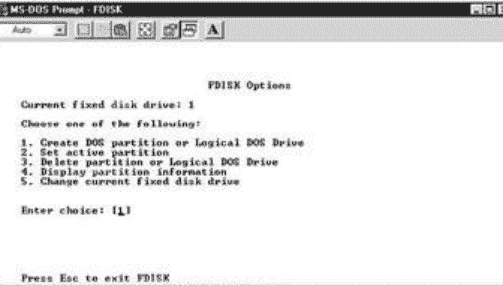 MS-DOS Prompt - FDISK
Auto
A
FDISK Options
Current fixed disk drive: 1
Choose one of the following:
1. Create DOS partition or Logical DOS Drive
2. Set active partition
3. Delete partition or Logical DOS Drive
4. Display partition information
5. Change current fixed disk drive
Enter choice: [1]
Press Esc to exit FDISK